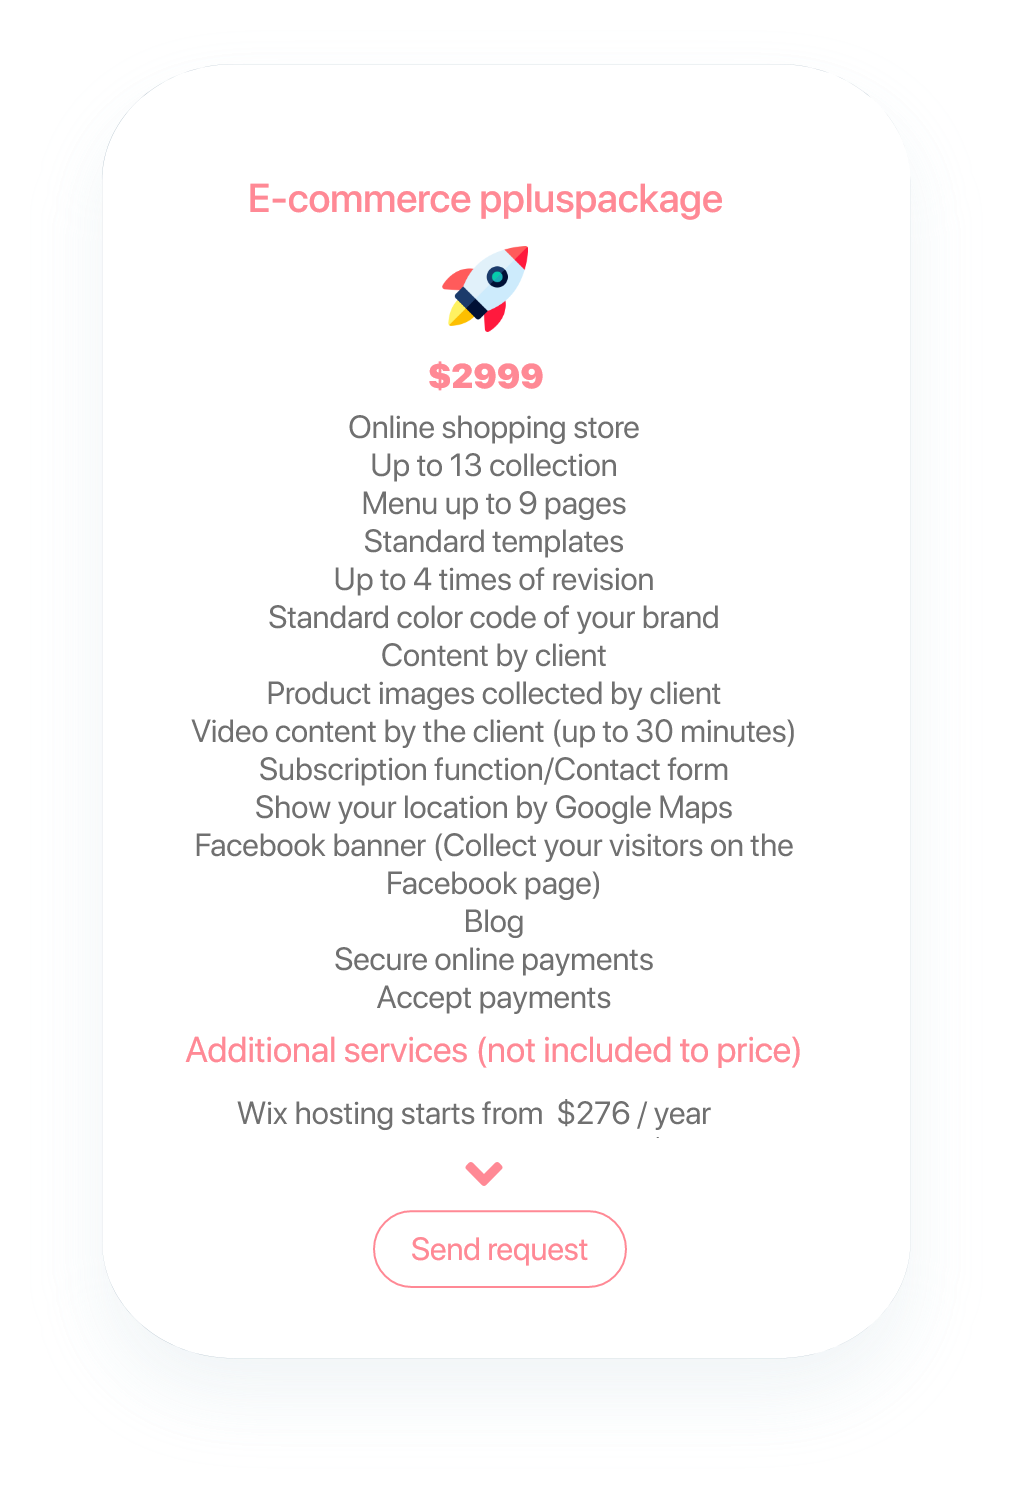 E-commerce ppluspackage
$2999
Online shopping store
Up to 13 collection
Menu up to 9 pages
Standard templates
Up to 4 times of revision
Standard color code of your brand
Content by client
Product images collected by client
Video content by the client (up to 30 minutes)
Subscription function/Contact form
Show your location by Google Maps
Facebook banner (Collect your visitors on the
Facebook page)
Blog
Secure online payments
Accept payments
Additional services (not included to price)
Wix hosting starts from  $276 / year
Send request